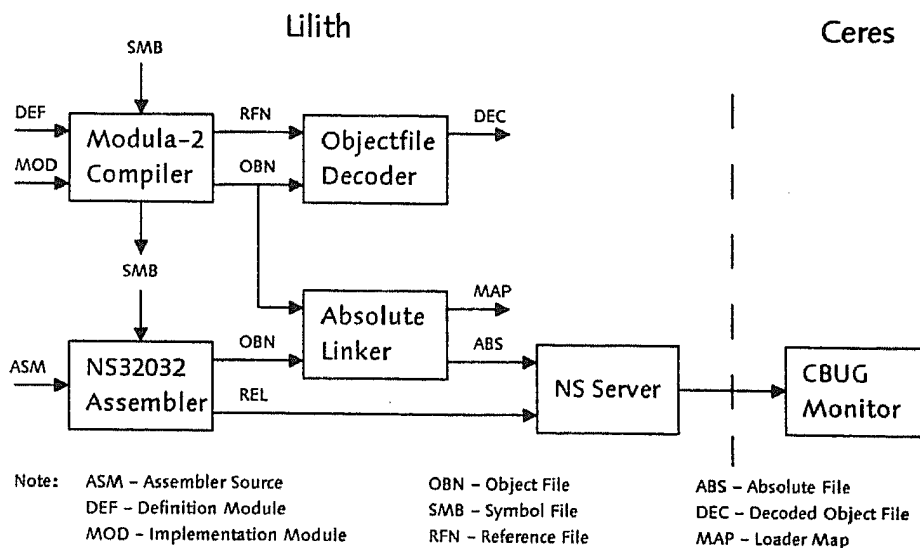 Lilith
Ceres
SMB
DEF
MOD
Modula-2
Compiler
RFN
OBN
Objectfile
Decoder
DEC
SMB
ASM
NS32032
Assembler
OBN
REL
Absolute
Linker
MAP
ABS
NS Server
CBUG
Monitor
Note: ASM – Assembler Source
DEF – Definition Module
MOD – Implementation Module
OBN – Object File
SMB – Symbol File
RFN – Reference File
ABS – Absolute File
DEC – Decoded Object File
MAP – Loader Map